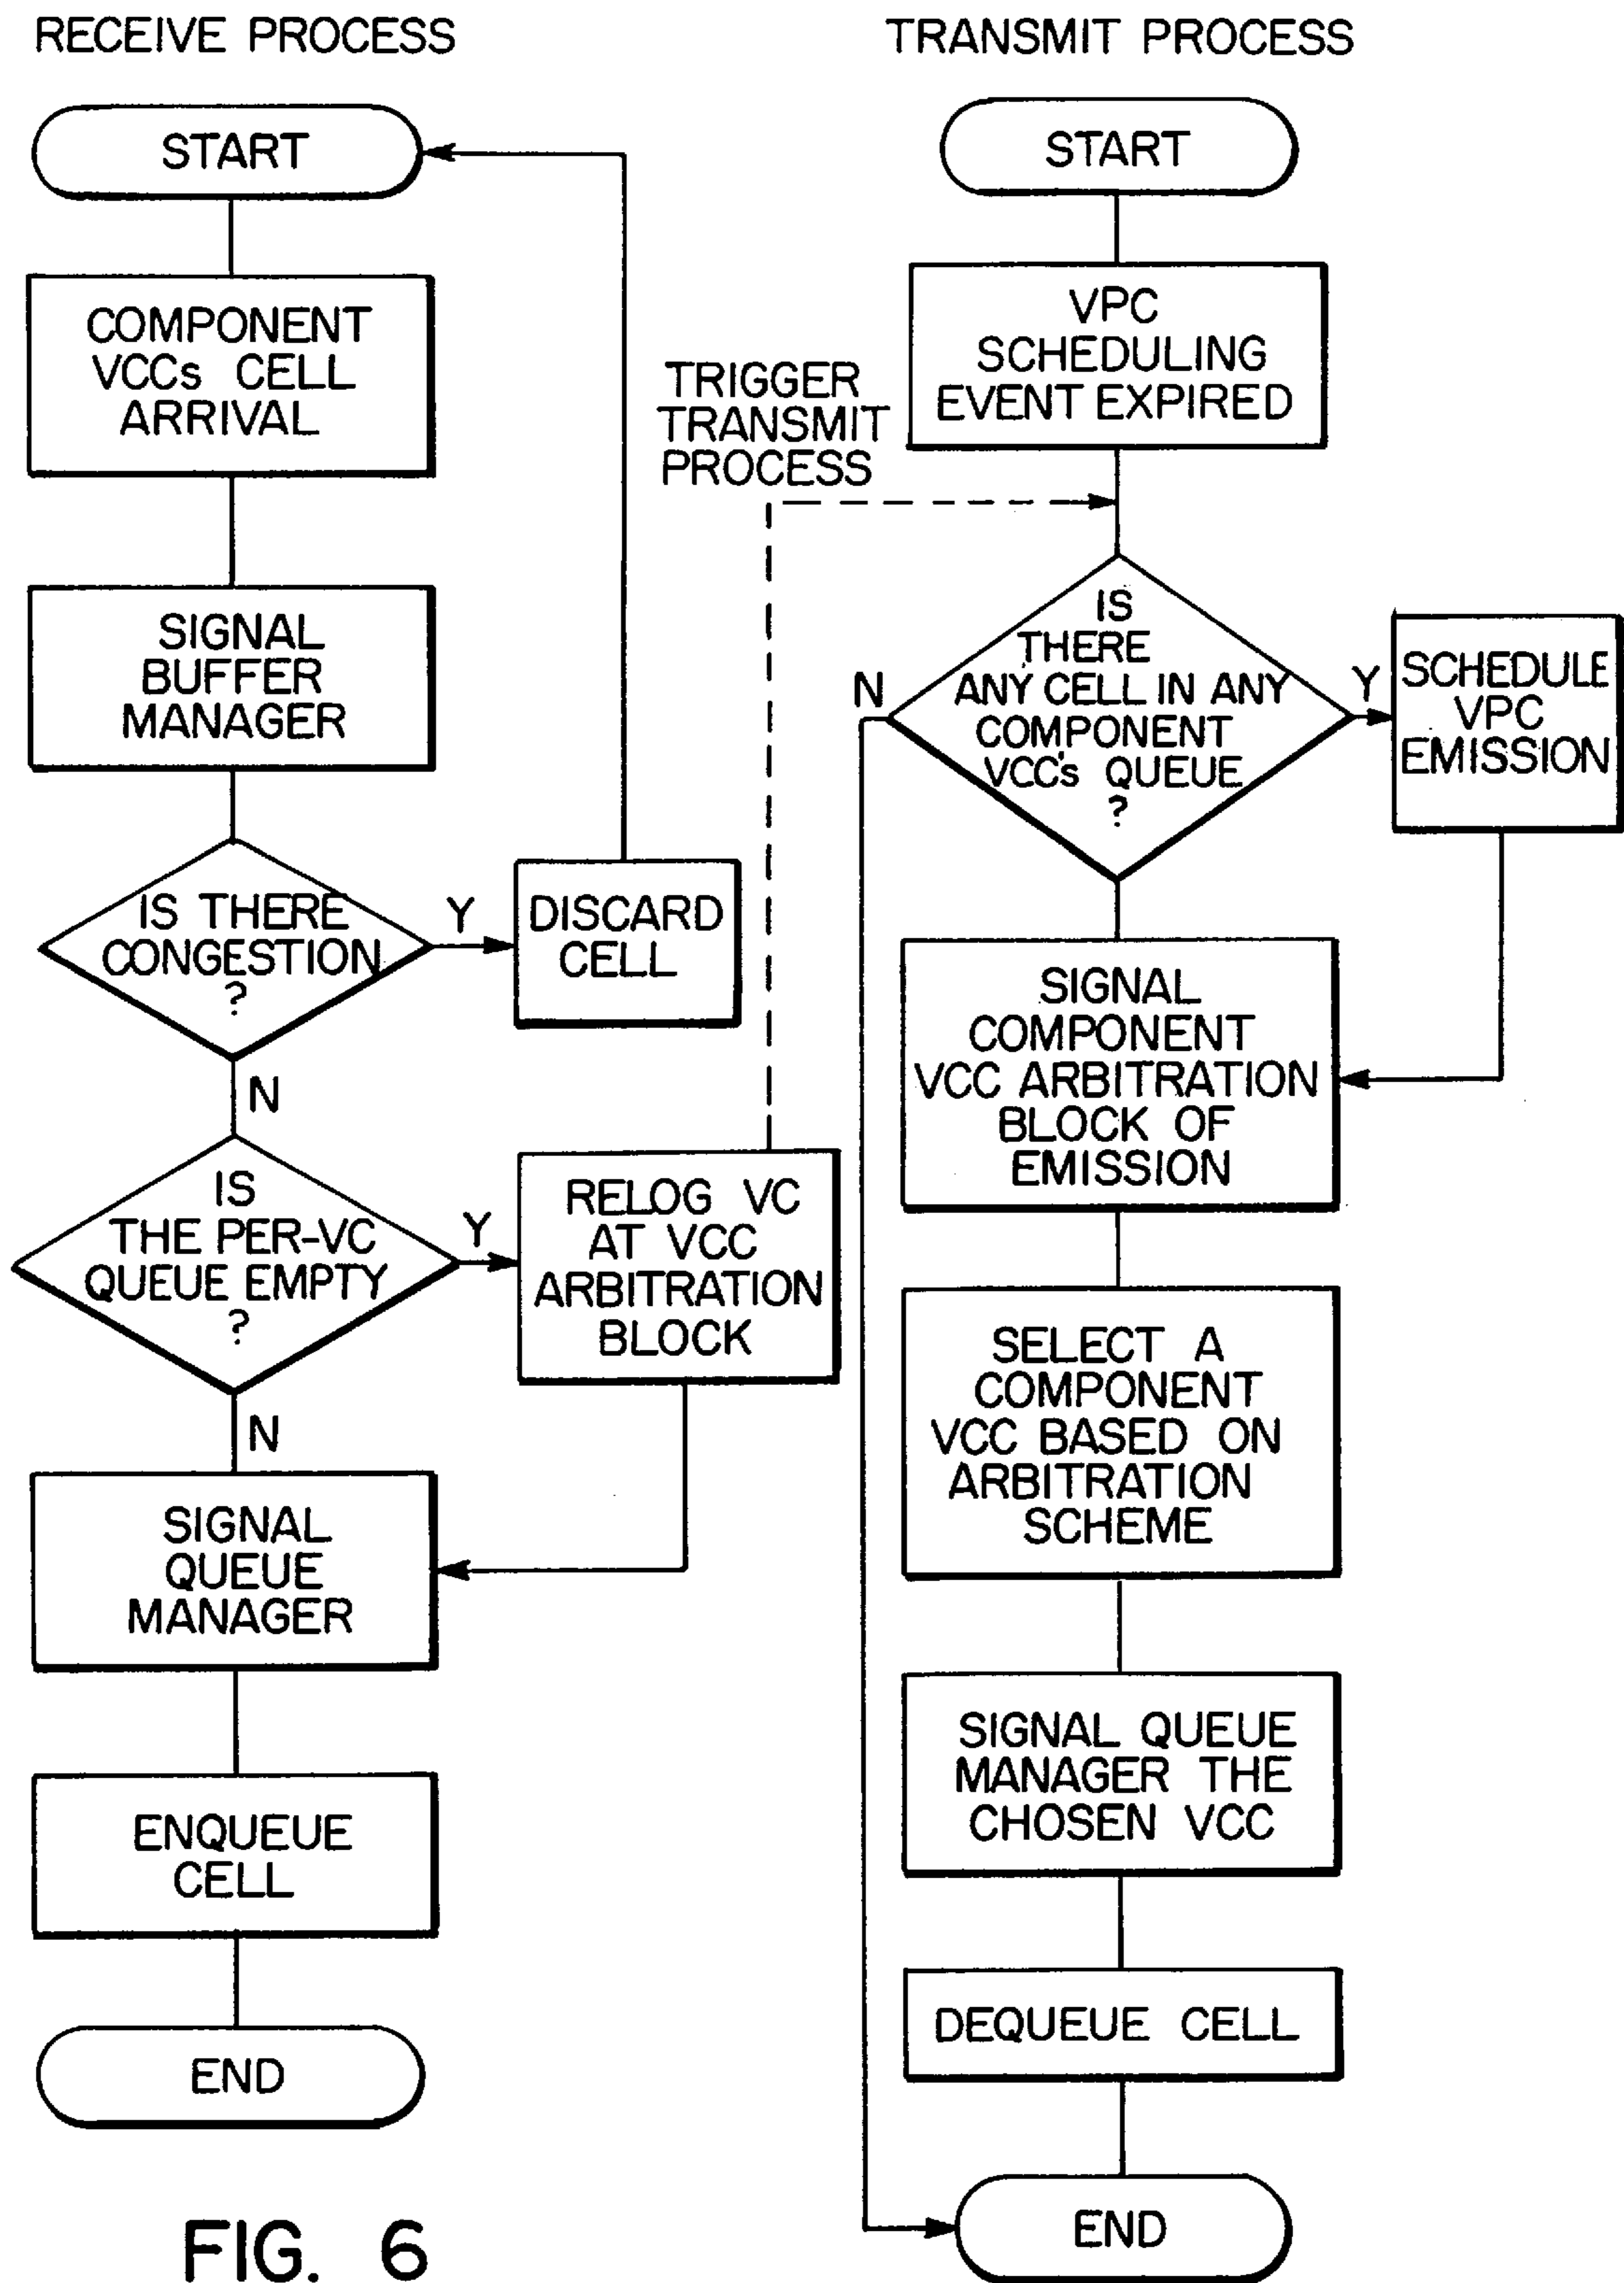 RECEIVE PROCESS
START
COMPONENT
VCCs CELL
ARRIVAL
SIGNAL
BUFFER
MANAGER
IS THERE
CONGESTION
?
Y
DISCARD
CELL
N
IS
THE PER-VC
QUEUE EMPTY
?
Y
RELOG VC
AT VCC
ARBITRATION
BLOCK
N
SIGNAL
QUEUE
MANAGER
ENQUEUE
CELL
END
TRIGGER
TRANSMIT
PROCESS
TRANSMIT PROCESS
START
VPC
SCHEDULING
EVENT EXPIRED
IS
THERE
ANY CELL IN ANY
COMPONENT
VCC's QUEUE
?
N
Y
SCHEDULE
VPC
EMISSION
SIGNAL
COMPONENT
VCC ARBITRATION
BLOCK OF
EMISSION
SELECT A
COMPONENT
VCC BASED ON
ARBITRATION
SCHEME
SIGNAL QUEUE
MANAGER THE
CHOSEN VCC
DEQUEUE CELL
END
FIG. 6